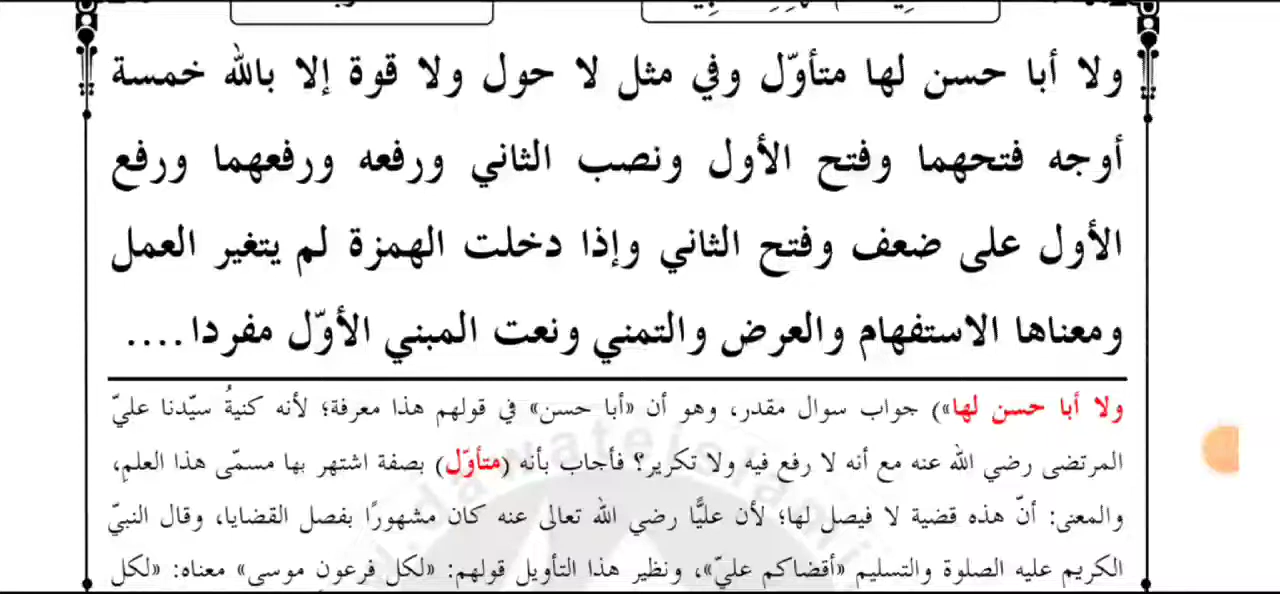 ولا أبا حسن لها متأوّل وفي مثل لا حول ولا قوة إلا بالله خمسة
أوجه فتحهما وفتح الأول ونصب الثاني ورفعه ورفعهما ورفع
الأول على ضعف وفتح الثاني وإذا دخلت الهمزة لم يتغير العمل
ومعناها الاستفهام والعرض والتمني ونعت المبني الأوّل مفردا....
ولا أبا حسن لها») جواب سوال مقدر، وهو أن «أبا حسن» في قولهم هذا معرفة؛ لأنه كنيةُ سيّدنا عليّ
المرتضى رضي الله عنه مع أنه لا رفع فيه ولا تكرير؟ فأجاب بأنه (متأوّل) بصفة اشتهر بها مسمّى هذا العلمِ،
والمعنى: أنّ هذه قضية لا فيصل لها؛ لأن عليًّا رضي الله تعالى عنه كان مشهورًا بفصل القضايا، وقال النبيّ
الكريم عليه الصلوة والتسليم «أقضاكم عليّ»، ونظير هذا التأويل قولهم: «لكل فرعونٍ موسى» معناه: «لكل